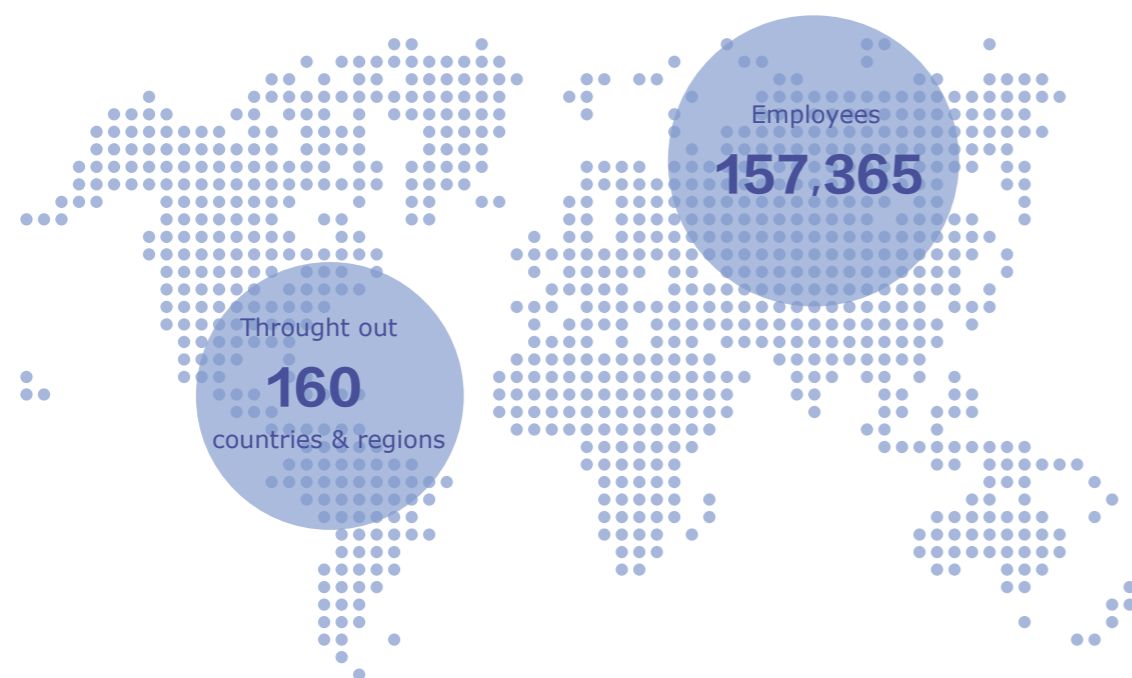 Employees
157,365
Throught out
160
countries & regions